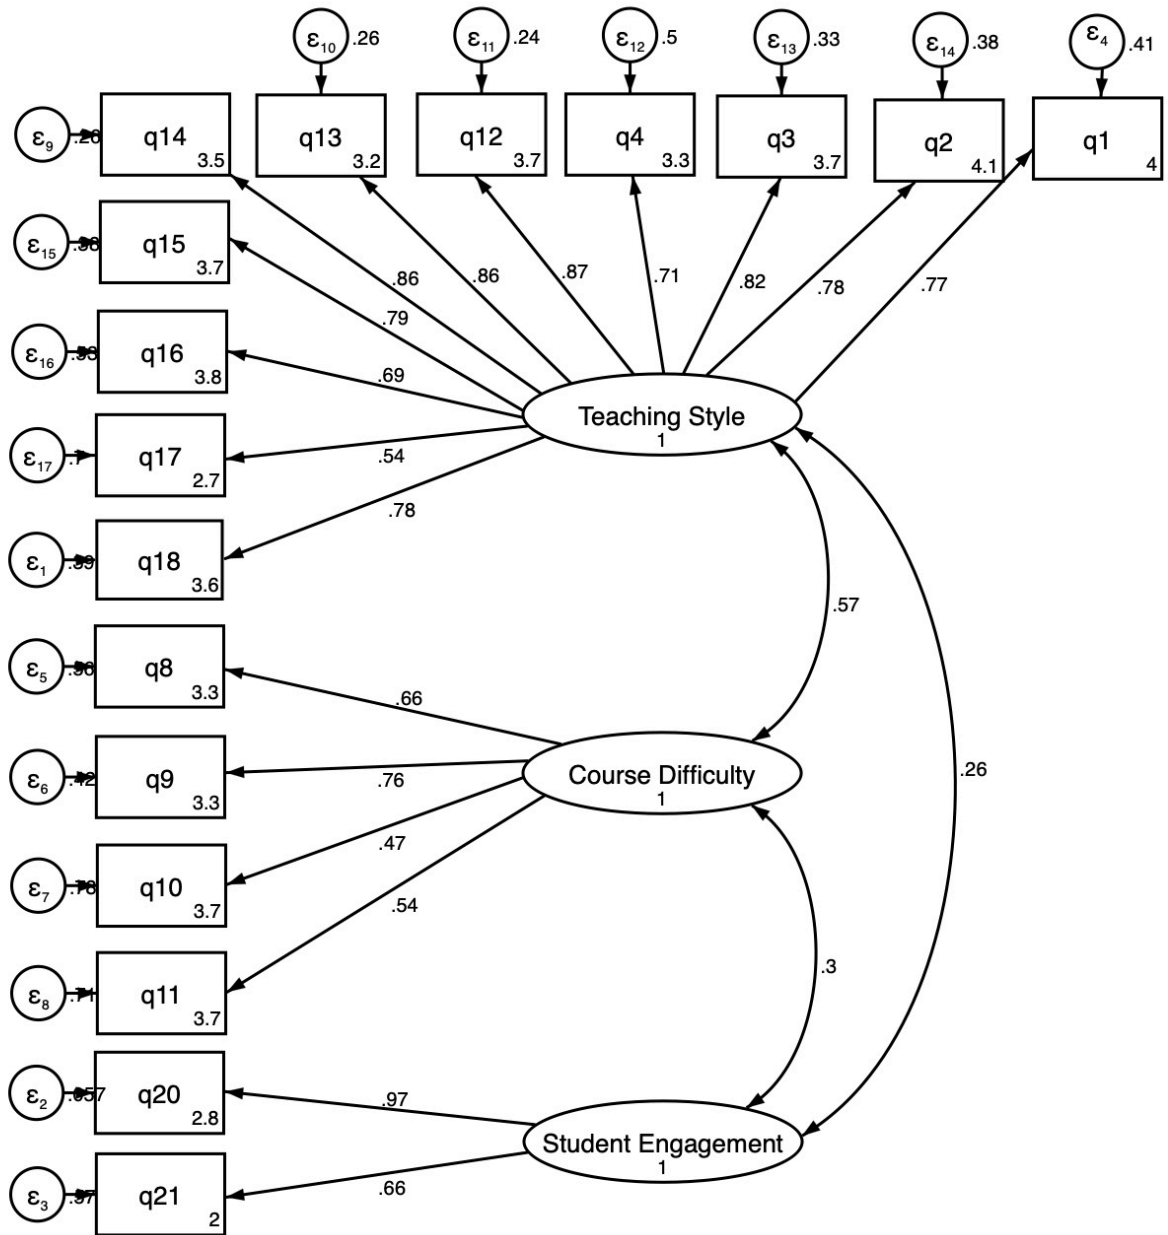 ε10 .26
ε11 .24
ε12 .5
ε13 .33
ε14 .38
ε4 .41
ε9
q14 3.5
q13 3.2
q12 3.7
q4 3.3
q3 3.7
q2 4.1
q1 4
ε15
q15 3.7
.86
.86
.87
.71
.82
.78
.77
.79
ε16
q16 3.8
.69
Teaching Style
1
ε17
q17 2.7
.54
.78
ε1
q18 3.6
.57
ε5
q8 3.3
.66
ε6
q9 3.3
.76
Course Difficulty
1
.26
ε7
q10 3.7
.47
.54
ε8
q11 3.7
.3
ε2
q20 2.8
.97
Student Engagement
1
ε3
q21 2
.66